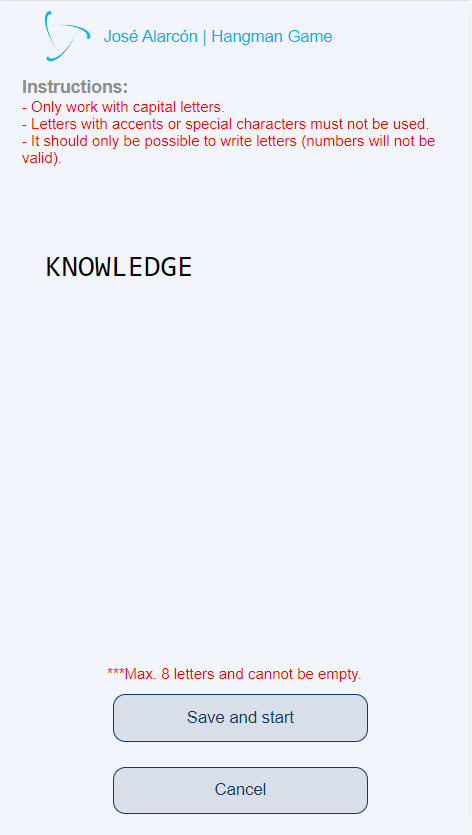 José Alarcón | Hangman Game
Instructions:
- Only work with capital letters.
- Letters with accents or special characters must not be used.
- It should only be possible to write letters (numbers will not be
valid).
KNOWLEDGE
***Max. 8 letters and cannot be empty.
Save and start
Cancel